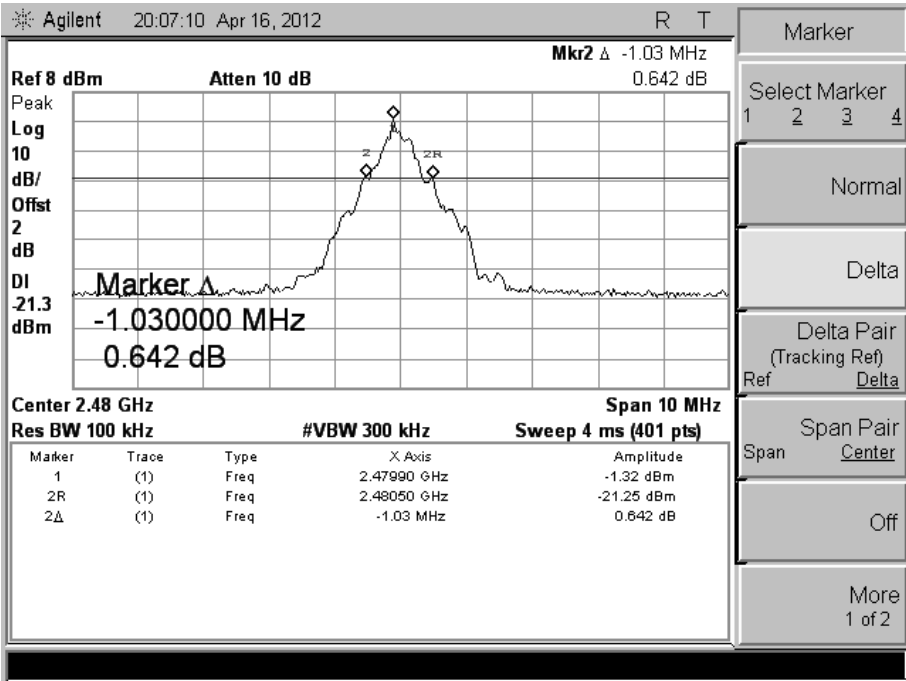 Agilent 20:07:10 Apr 16, 2012 R T
Mkr2 Δ -1.03 MHz
Ref 8 dBm Atten 10 dB 0.642 dB
Peak
Log
10
dB/
Offst
2
dB
DI
-21.3
dBm
2 2R
Marker Δ
-1.030000 MHz
0.642 dB
Center 2.48 GHz Span 10 MHz
Res BW 100 kHz #VBW 300 kHz Sweep 4 ms (401 pts)
Marker Trace Type X Axis Amplitude
1 (1) Freq 2.47990 GHz -1.32 dBm
2R (1) Freq 2.48050 GHz -21.25 dBm
2Δ (1) Freq -1.03 MHz 0.642 dB
Marker
Select Marker
1 2 3 4
Normal
Delta
Delta Pair
(Tracking Ref)
Ref Delta
Span Pair
Span Center
Off
More
1 of 2